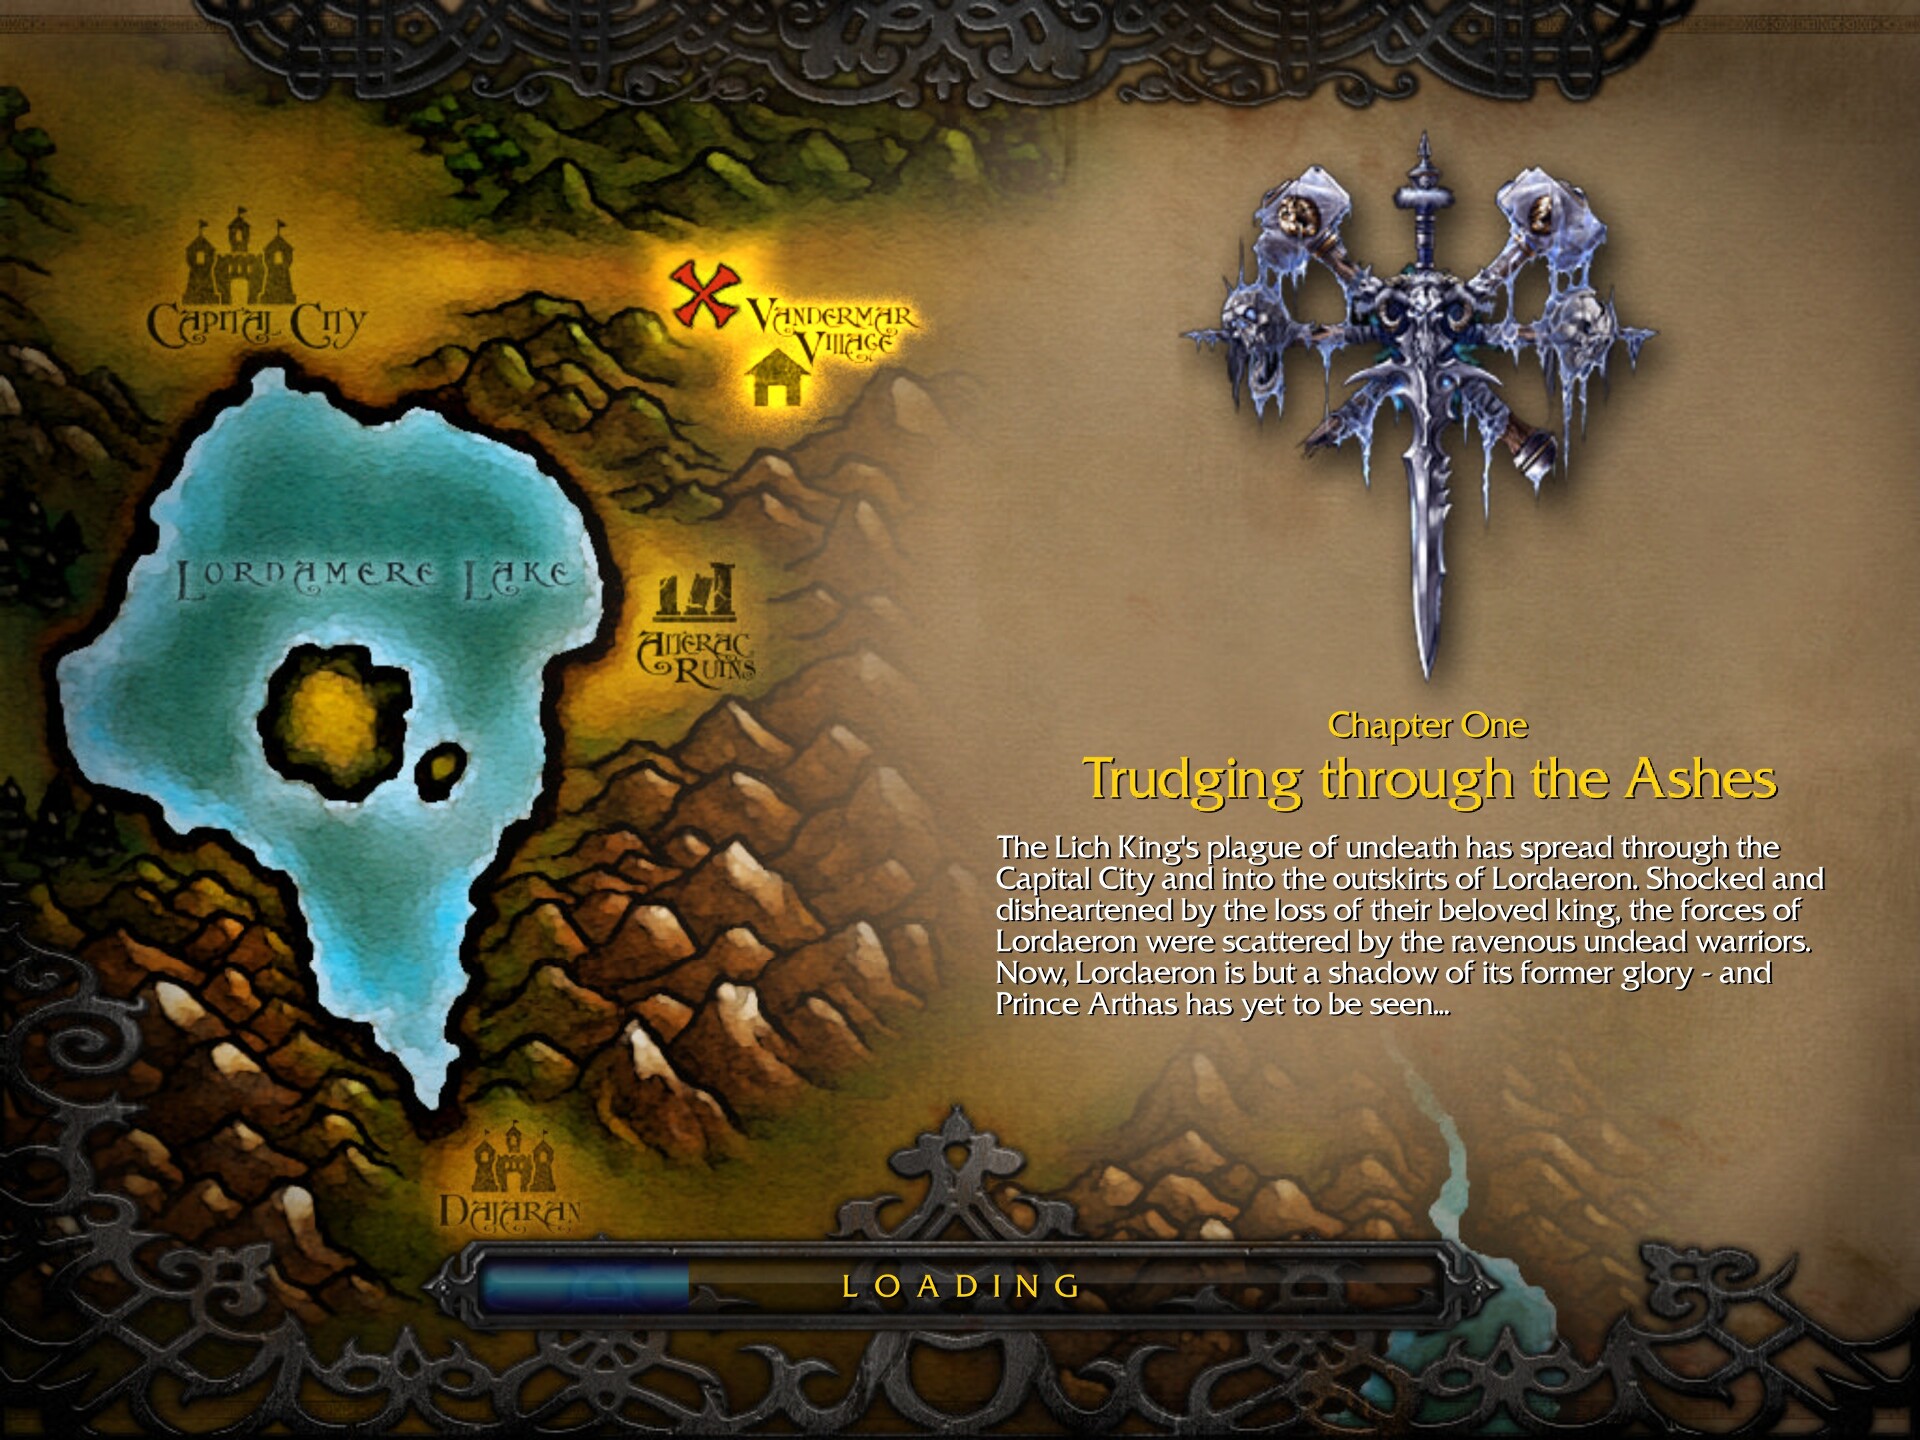 Capital City
Vandermar
Village
Lordamere Lake
Alterac
Ruins
Dalaran
Chapter One
Trudging through the Ashes
The Lich King's plague of undeath has spread through the
Capital City and into the outskirts of Lordaeron. Shocked and
disheartened by the loss of their beloved king, the forces of
Lordaeron were scattered by the ravenous undead warriors.
Now, Lordaeron is but a shadow of its former glory - and
Prince Arthas has yet to be seen...
LOADING